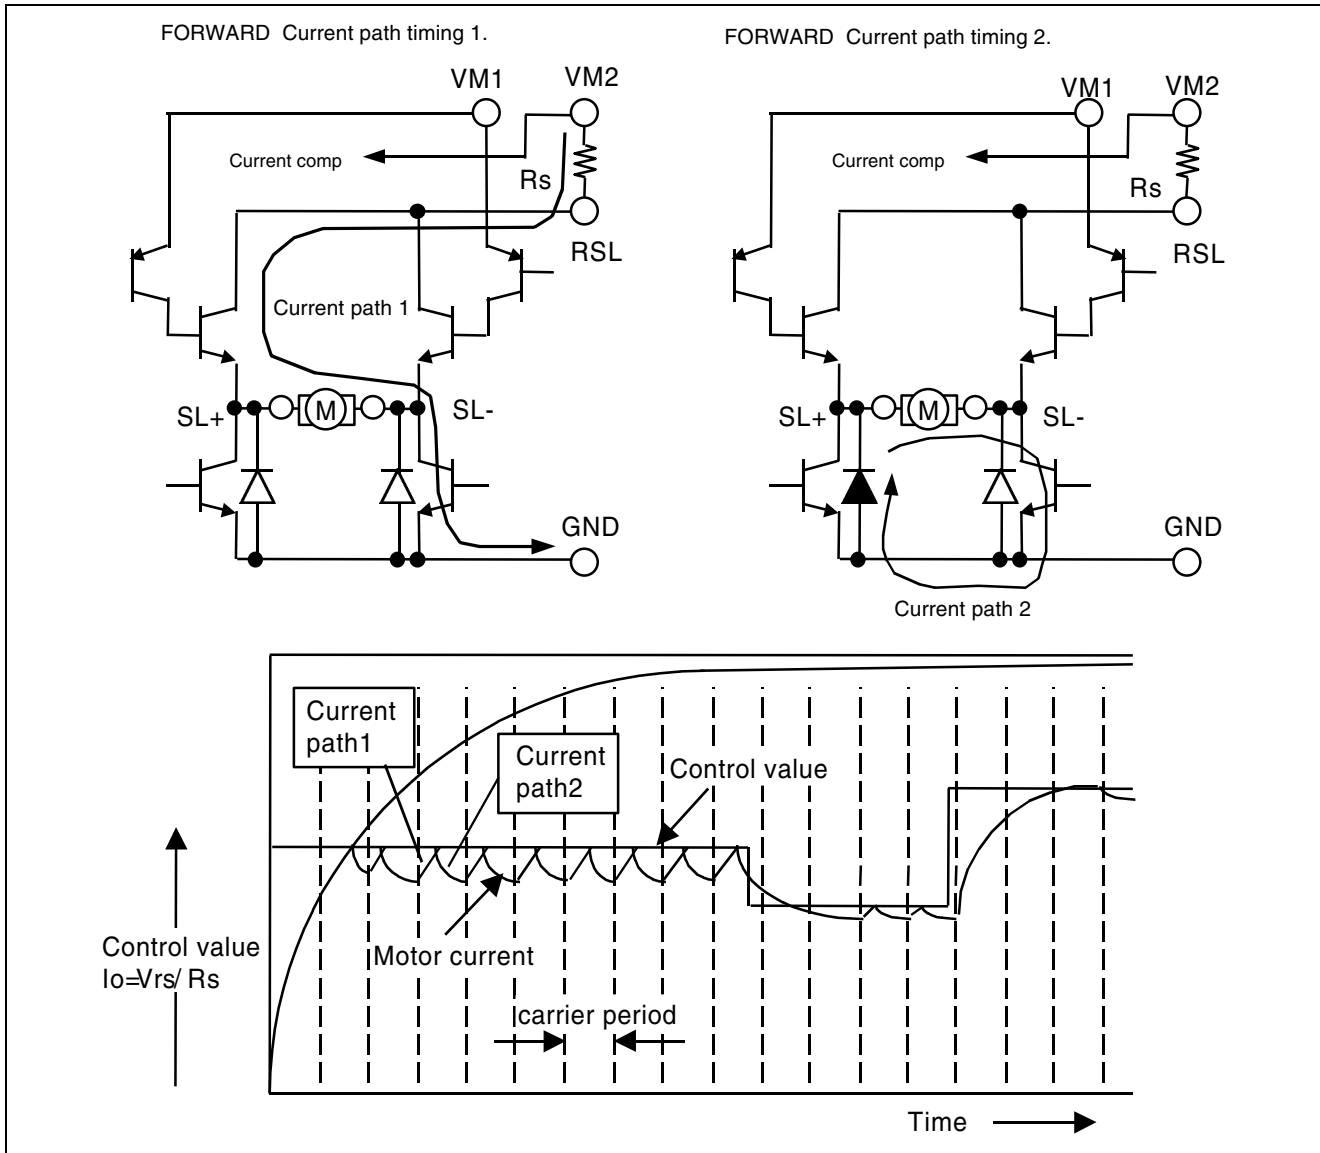 FORWARD  Current path timing 1.
VM1
VM2
Current comp
Rs
RSL
Current path 1
SL+
M
SL-
GND
FORWARD  Current path timing 2.
VM1
VM2
Current comp
Rs
RSL
SL+
M
SL-
GND
Current path 2
Current
path1
Current
path2
Control value
Control value
Io=Vrs/ Rs
Motor current
carrier period
Time